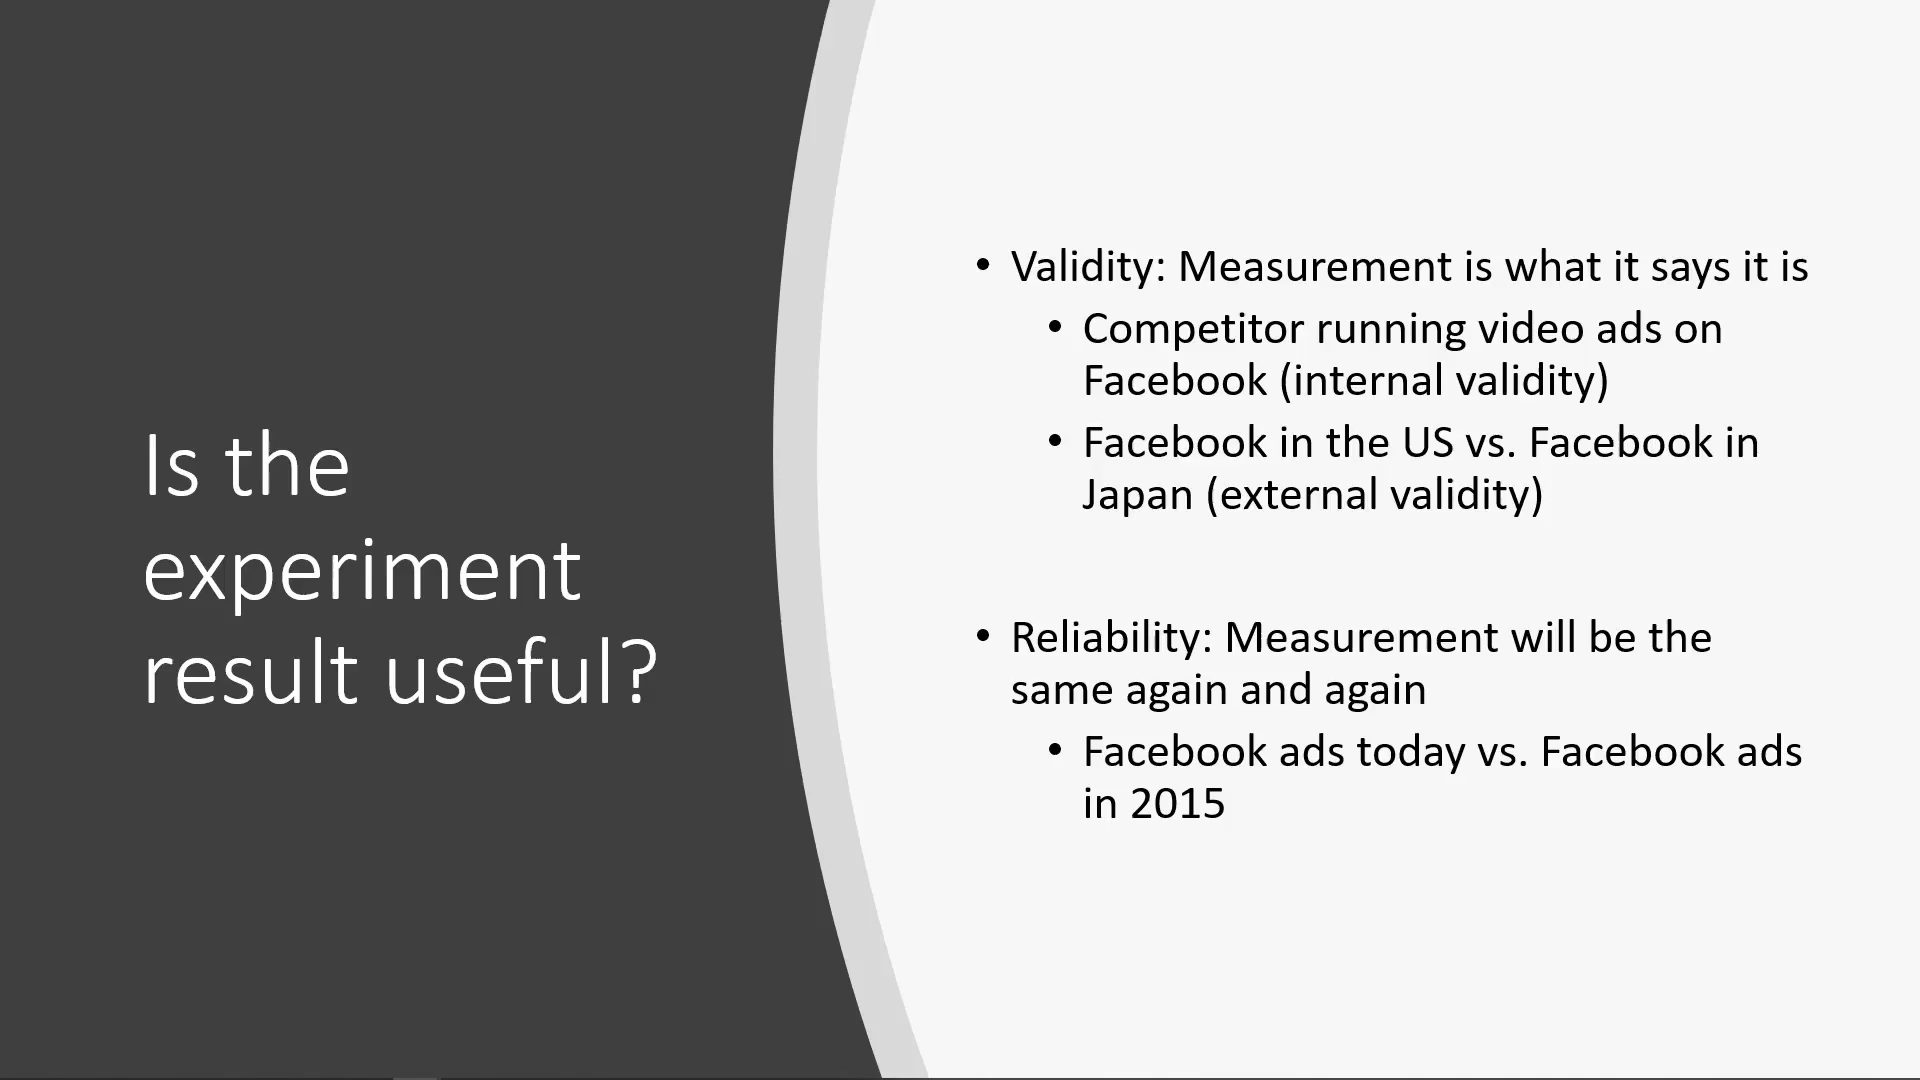 Is the
experiment
result useful?
• Validity: Measurement is what it says it is
• Competitor running video ads on
Facebook (internal validity)
• Facebook in the US vs. Facebook in
Japan (external validity)
• Reliability: Measurement will be the
same again and again
• Facebook ads today vs. Facebook ads
in 2015